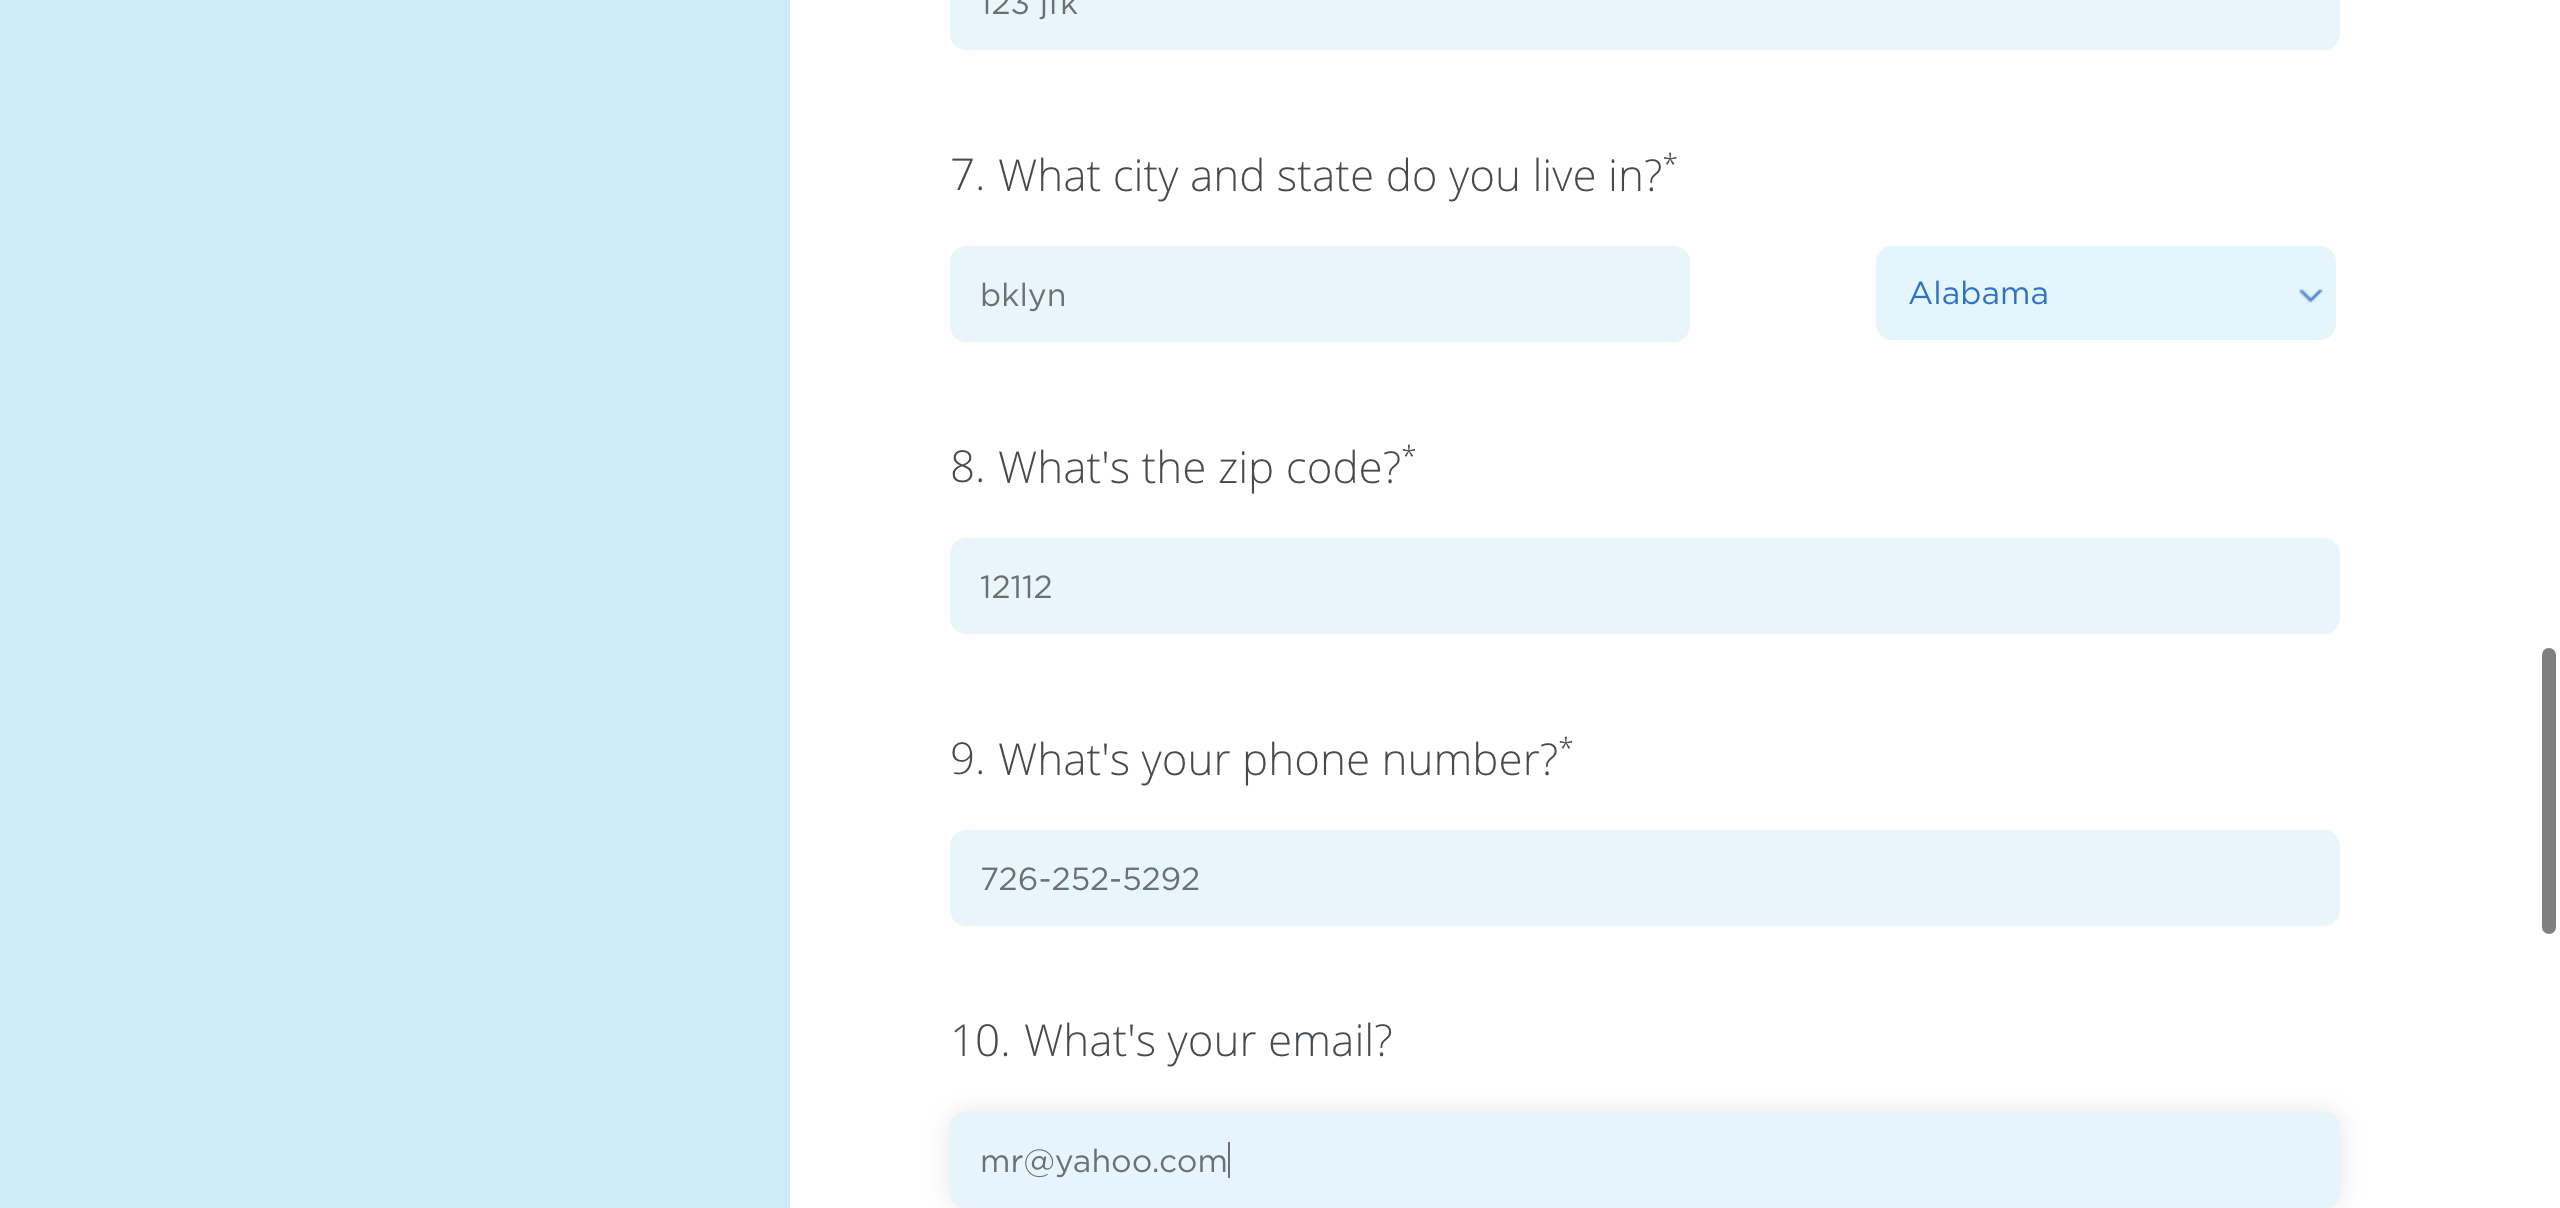 123 jfk
7. What city and state do you live in?*
bklyn Alabama
8. What's the zip code?*
12112
9. What's your phone number?*
726-252-5292
10. What's your email?
mr@yahoo.com